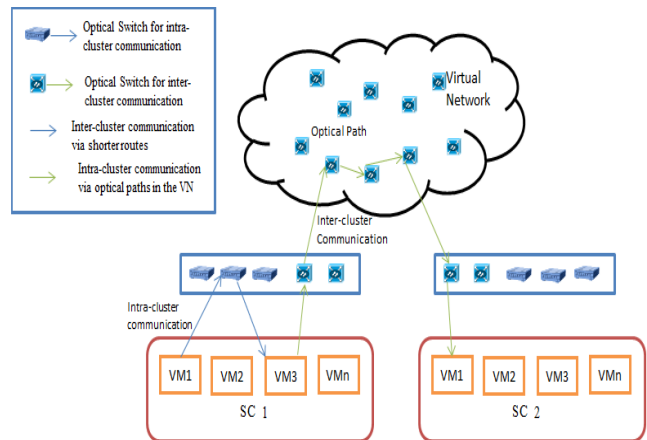 Optical Switch for intra-
cluster communication
Optical Switch for inter-
cluster communication
Inter-cluster communication
via shorter routes
Intra-cluster communication
via optical paths in the VN
Virtual
Network
Optical Path
Inter-cluster
Communication
Intra-cluster
communication
VM1
VM2
VM3
VMn
SC 1
VM1
VM2
VM3
VMn
SC 2